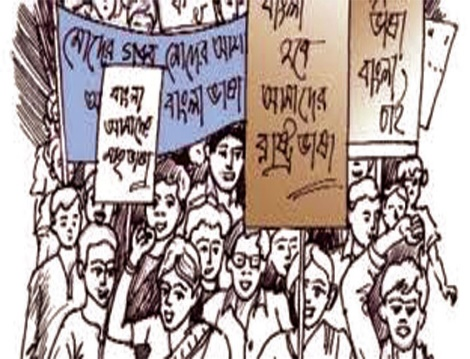 মোদের গরব মোদের আশা
বাংলা ভাষা
বাংলা
আমাদের
মাতৃভাষা
বাংলা
হবে
আমাদের
রাষ্ট্রভাষা
ভাষা
বাংলা
চাই